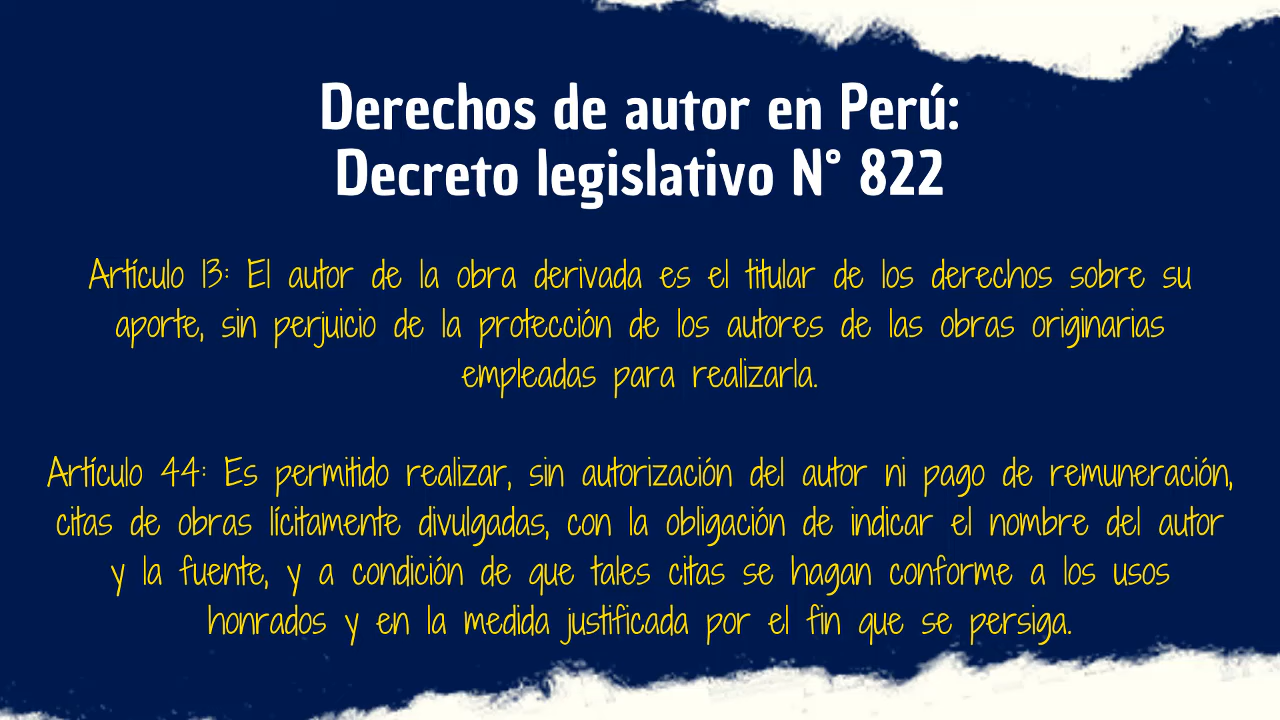 Derechos de autor en Perú:
Decreto legislativo N° 822
Artículo 13: El autor de la obra derivada es el titular de los derechos sobre su
aporte, sin perjuicio de la protección de los autores de las obras originarias
empleadas para realizarla.
Artículo 44: Es permitido realizar, sin autorización del autor ni pago de remuneración,
citas de obras lícitamente divulgadas, con la obligación de indicar el nombre del autor
y la fuente, y a condición de que tales citas se hagan conforme a los usos
honrados y en la medida justificada por el fin que se persiga.